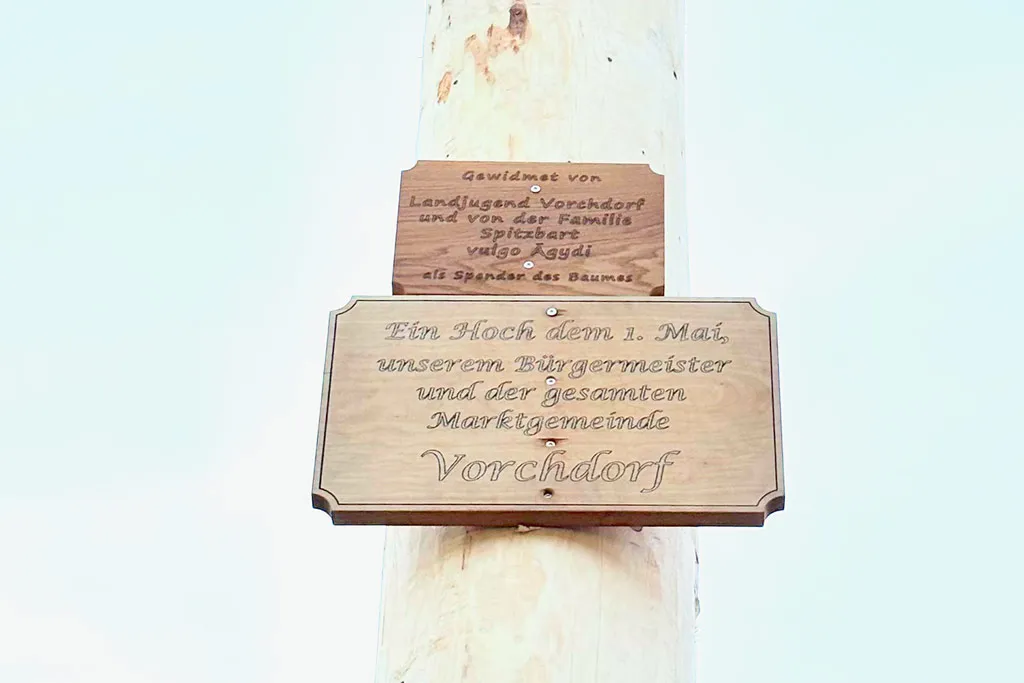 Gewidmet von
Landjugend Vorchdorf
und von der Familie
Spitzbart
vulgo Ägydi
als Spender des Baumes
Ein Hoch dem 1. Mai,
unserem Bürgermeister
und der gesamten
Marktgemeinde
Vorchdorf